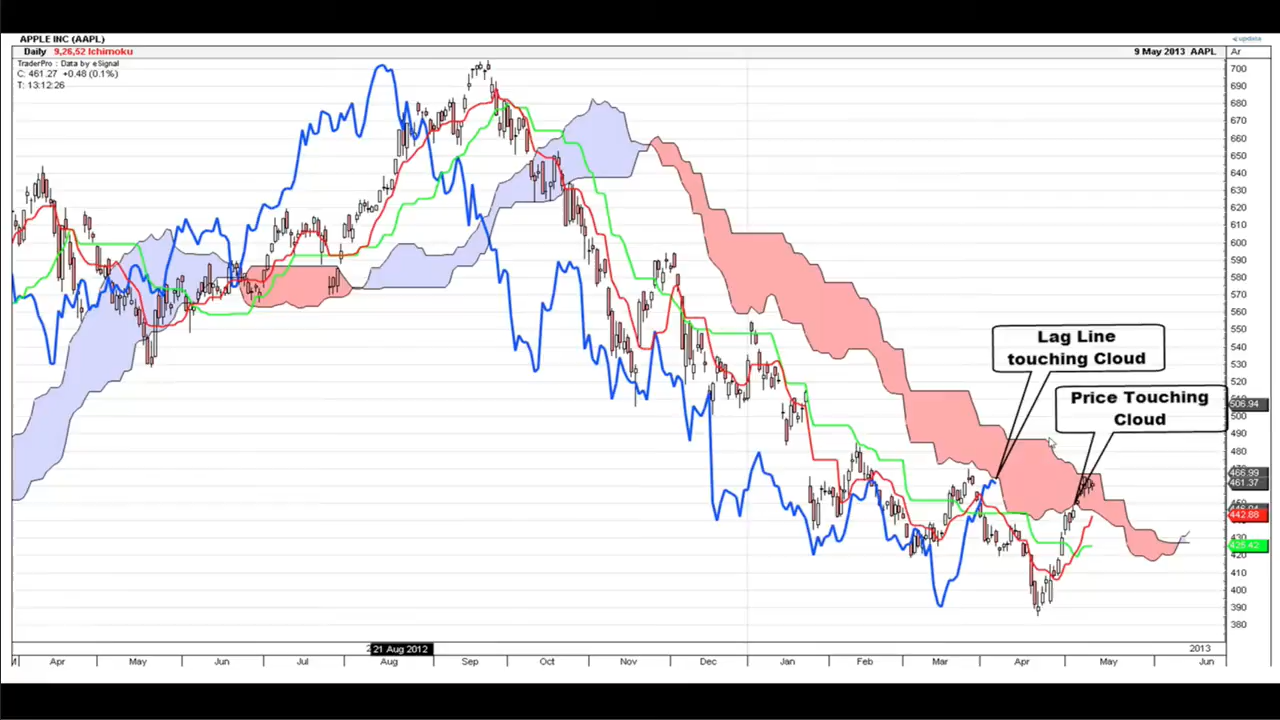 APPLE INC (AAPL)
updata
Daily 9,26,52 Ichimoku
9 May 2013 AAPL
Ar
TraderPro : Data by eSignal
C: 461.27 +0.48 (0.1%)
T: 13:12:26
700
690
680
670
660
650
640
630
620
610
600
590
580
570
560
550
540
530
520
510
506.94
500
490
480
466.99
461.37
442.88
425.42
420
410
400
390
380
Lag Line
touching Cloud
Price Touching
Cloud
21 Aug 2012
2013
Apr May Jun Jul Aug Sep Oct Nov Dec Jan Feb Mar Apr May Jun